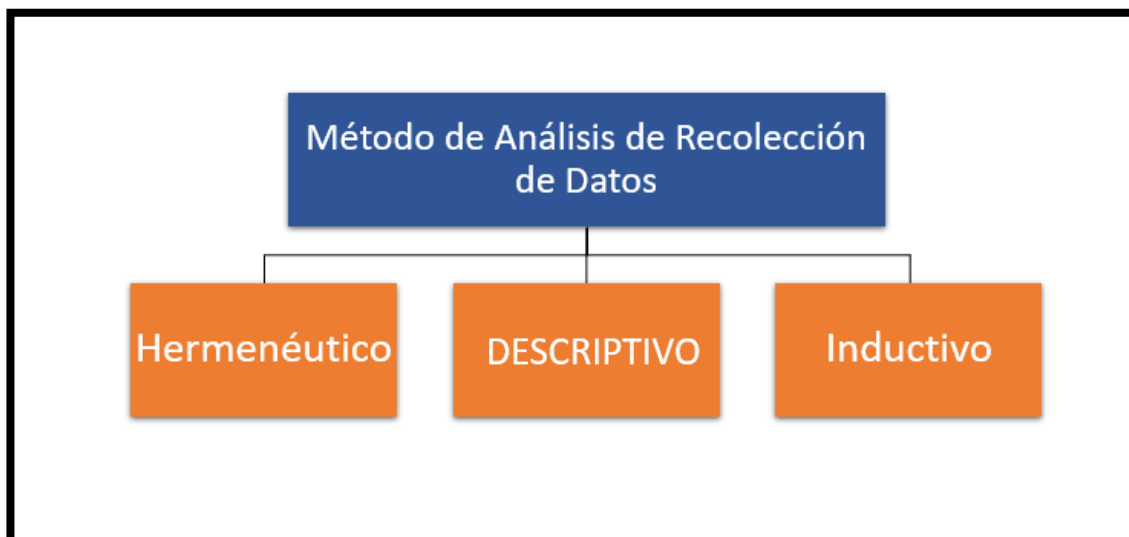 Método de Análisis de Recolección
de Datos
Hermenéutico
DESCRIPTIVO
Inductivo